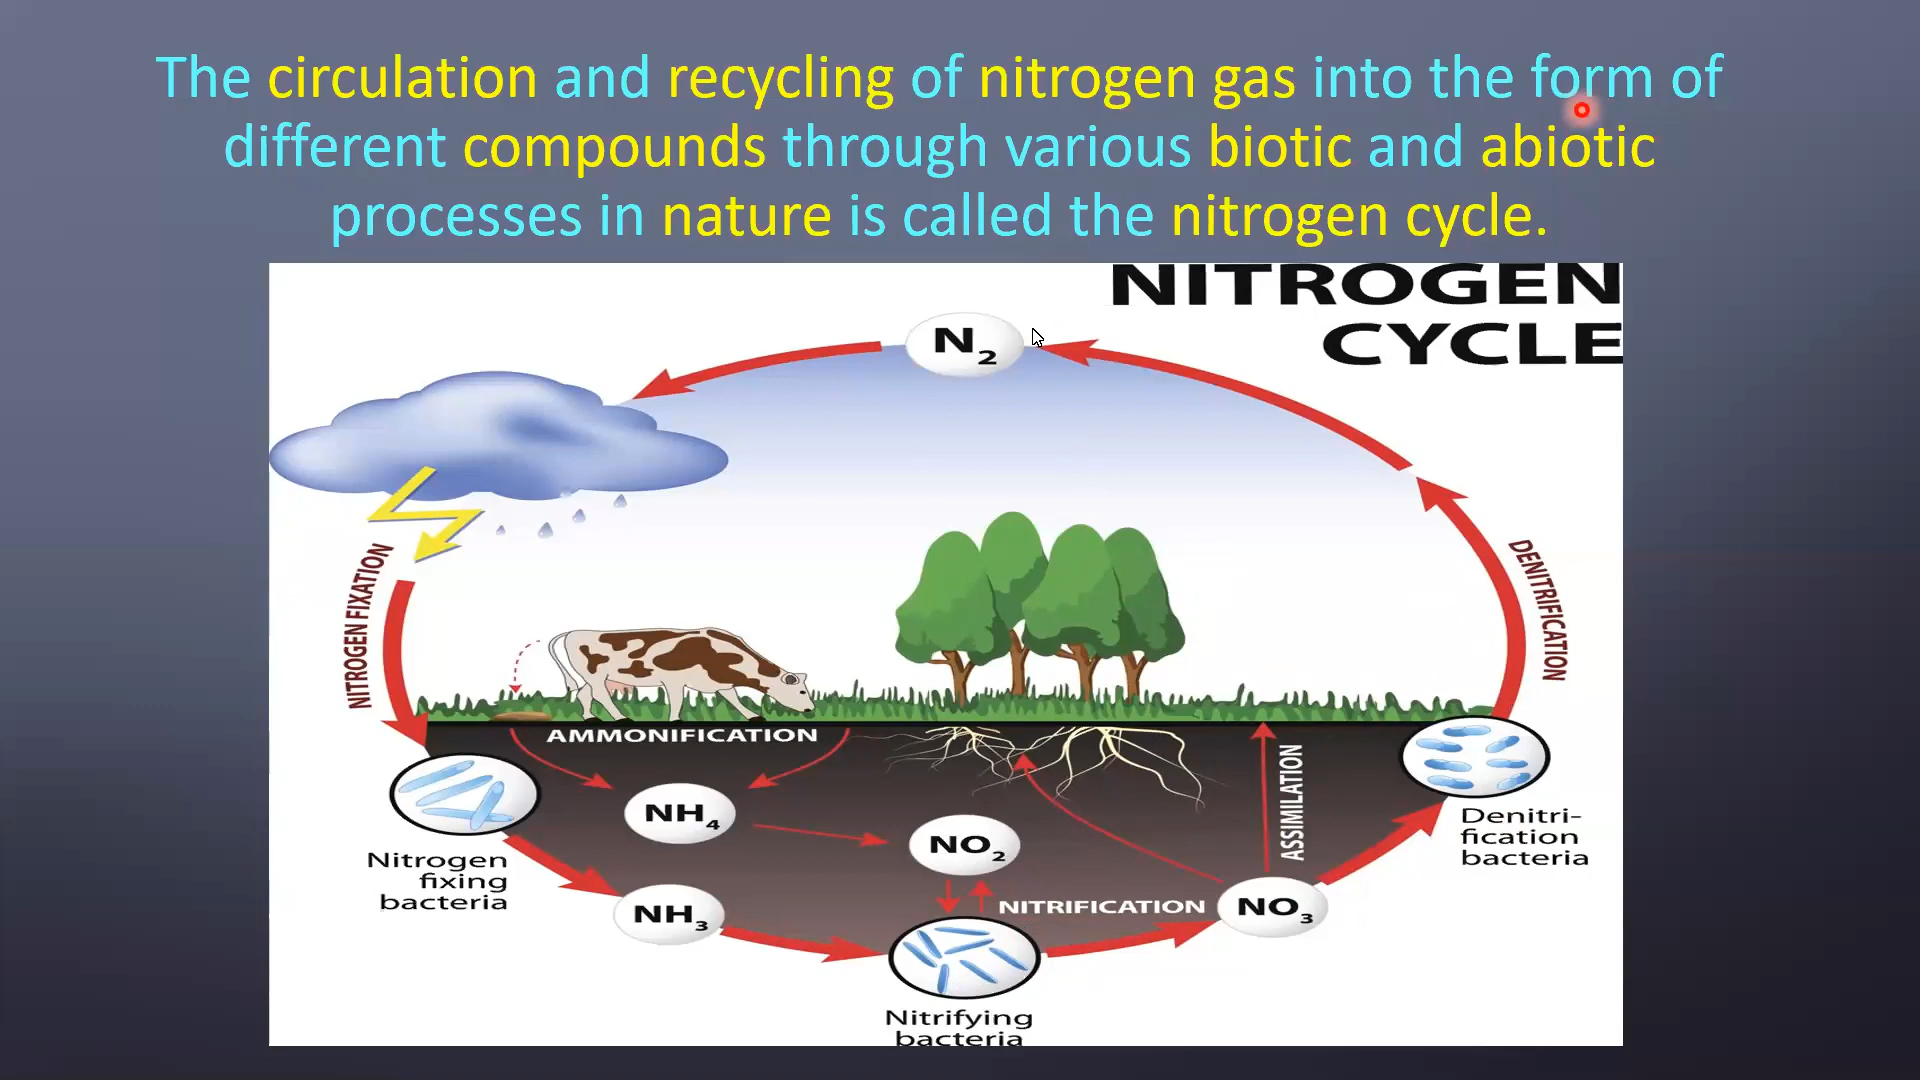 The circulation and recycling of nitrogen gas into the form of
different compounds through various biotic and abiotic
processes in nature is called the nitrogen cycle.
NITROGEN
CYCLE
N2
NITROGEN FIXATION
DENITRIFICATION
AMMONIFICATION
NH4
NO2
ASSIMILATION
Denitri-
fication
bacteria
Nitrogen
fixing
bacteria
NH3
NITRIFICATION
NO3
Nitrifying
bacteria